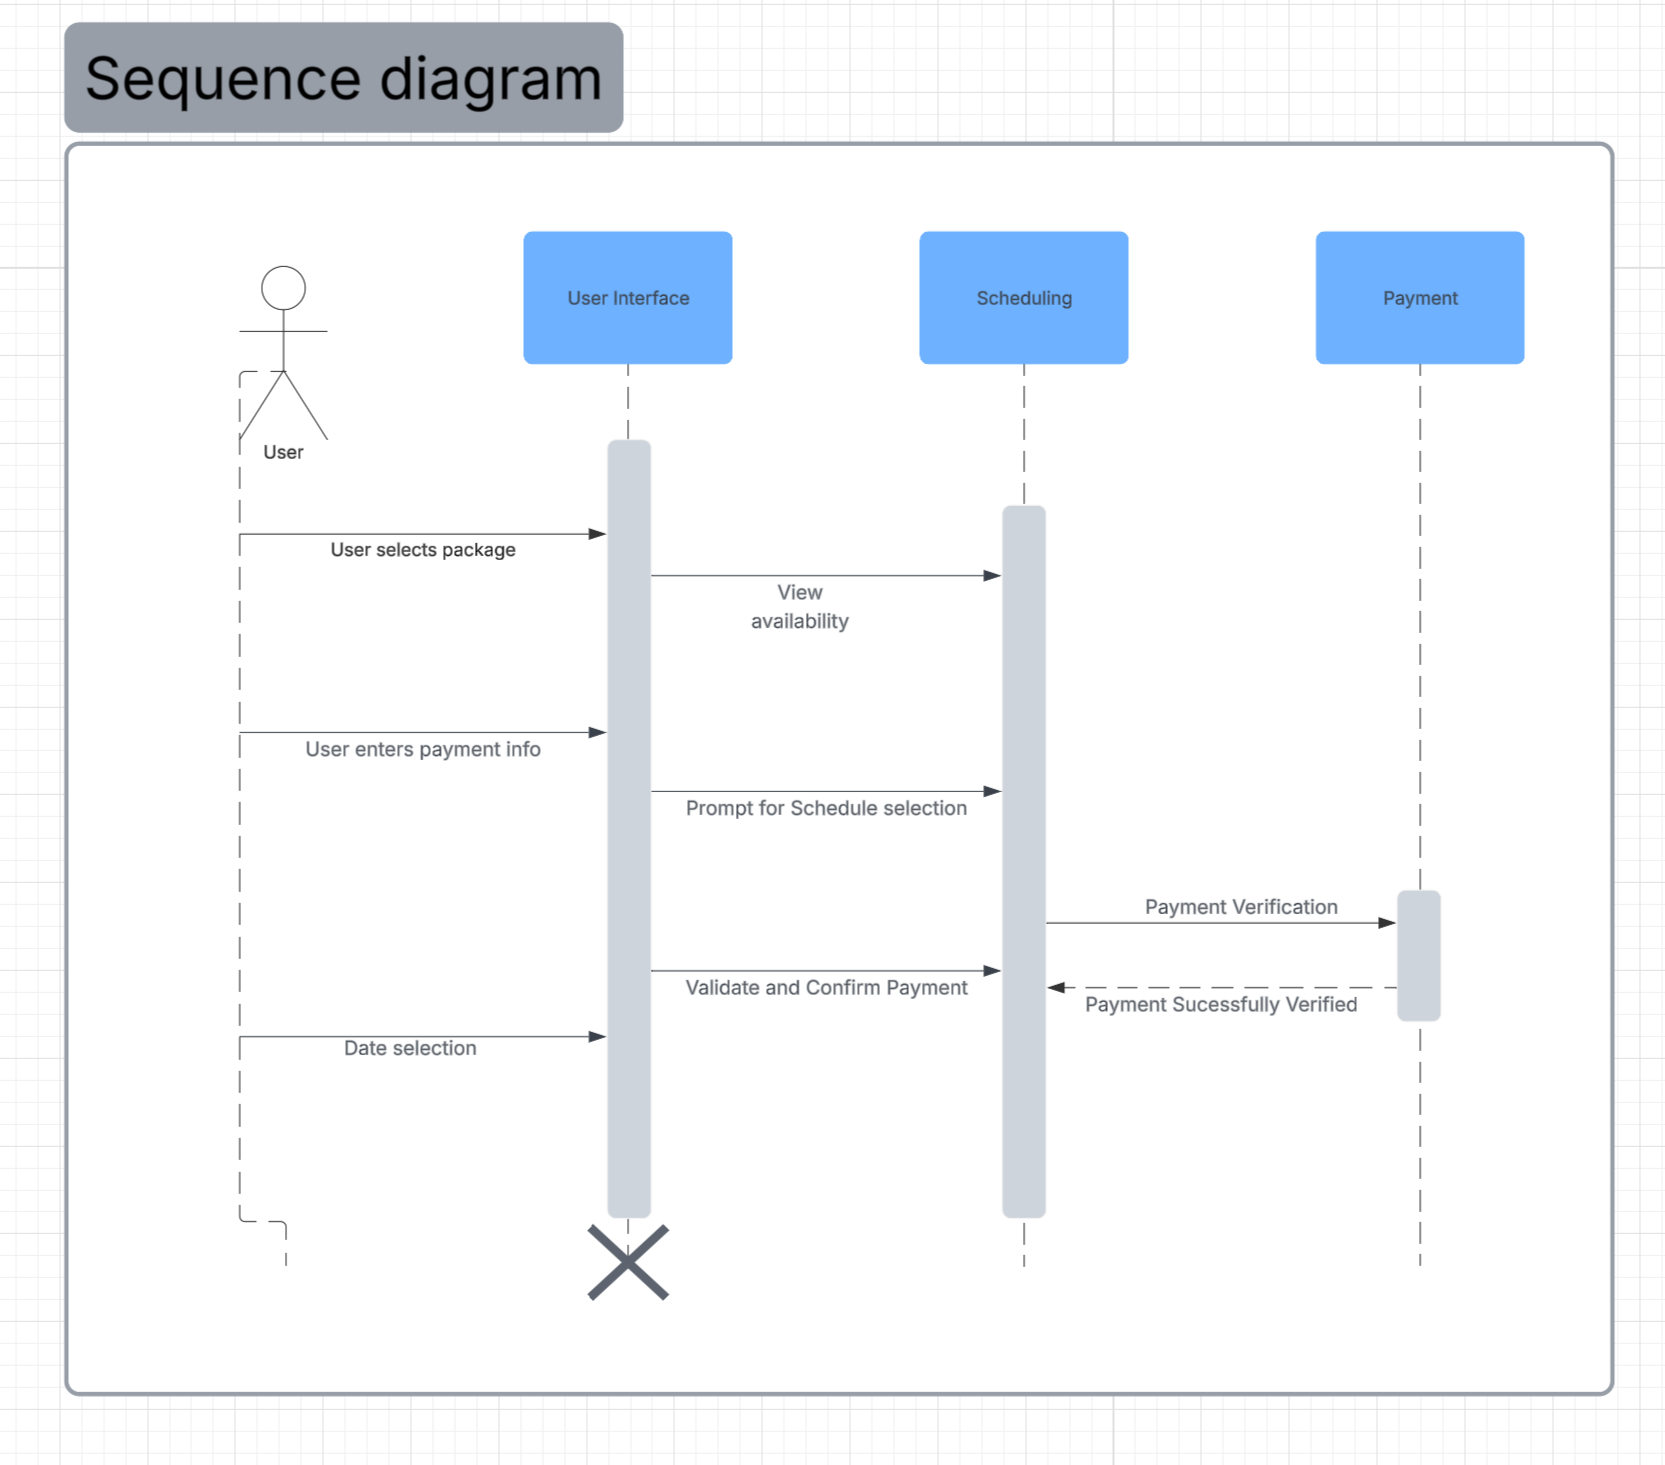 Sequence diagram
User Interface
Scheduling
Payment
User
User selects package
View
availability
User enters payment info
Prompt for Schedule selection
Payment Verification
Validate and Confirm Payment
Payment Sucessfully Verified
Date selection